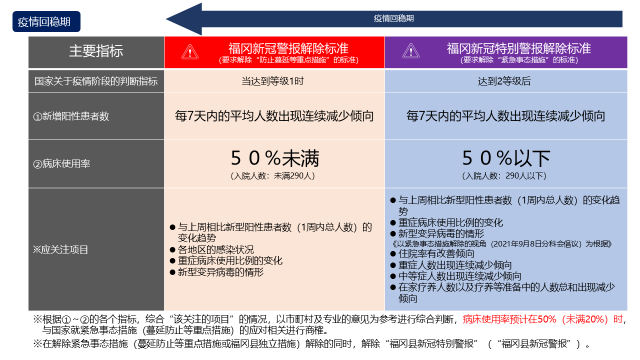 疫情回稳期
疫情回稳期
主要指标
福冈新冠警报解除标准
(要求解除“防止蔓延等重点措施”的标准)
福冈新冠特别警报解除标准
(要求解除“紧急事态措施”的标准)
国家关于疫情阶段的判断指标
当达到等级1时
达到2等级后
①新增阳性患者数
每7天内的平均人数出现连续减少倾向
每7天内的平均人数出现连续减少倾向
②病床使用率
５０%未满
(入院人数：未满290人)
５０%以下
(入院人数：290人以下)
※应关注项目
●与上周相比新型阳性患者数（1周内总人数）的
变化趋势
●各地区的感染状况
●重症病床使用比例的变化
●新型变异病毒的情形
●与上周相比新型阳性患者数（1周内总人数）的变化趋
势
●重症病床使用比例的变化
●新型变异病毒的情形
《以紧急事态措施解除的视角（2021年9月8日分科会倡议）为根据》
●住院率有改善倾向
●重症人数出现连续减少倾向
●中等症人数出现连续减少倾向
●在家疗养人数以及疗养等准备中的人数总和出现减少
倾向
※根据①～②的各个指标，综合“该关注的项目”的情况，以市町村及专业的意见为参考进行综合判断，病床使用率预计在50%（未满20%）时，
与国家就紧急事态措施（蔓延防止等重点措施）的应对相关进行商榷。
※在解除紧急事态措施（蔓延防止等重点措施或福冈县独立措施）解除的同时，解除“福冈县新冠特别警报”（“福冈县新冠警报”）。